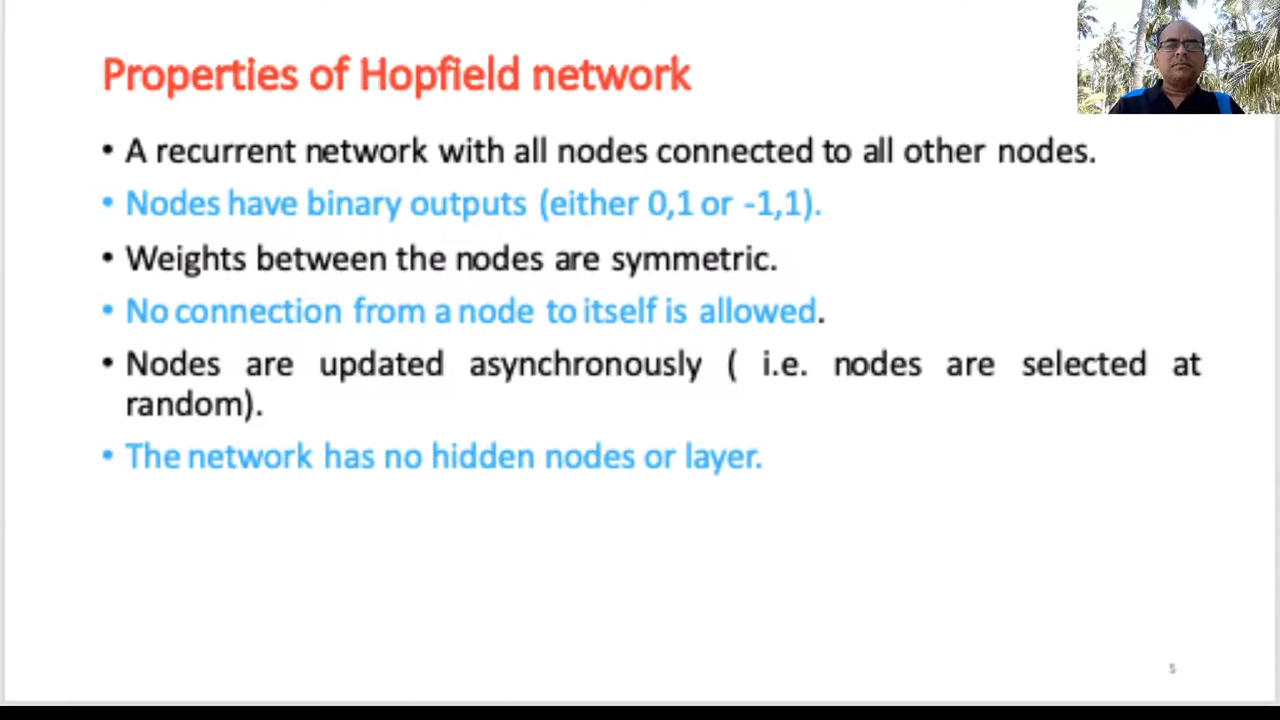 Properties of Hopfield network
• A recurrent network with all nodes connected to all other nodes.
• Nodes have binary outputs (either 0,1 or -1,1).
• Weights between the nodes are symmetric.
• No connection from a node to itself is allowed.
• Nodes are updated asynchronously ( i.e. nodes are selected at
random).
• The network has no hidden nodes or layer.
5